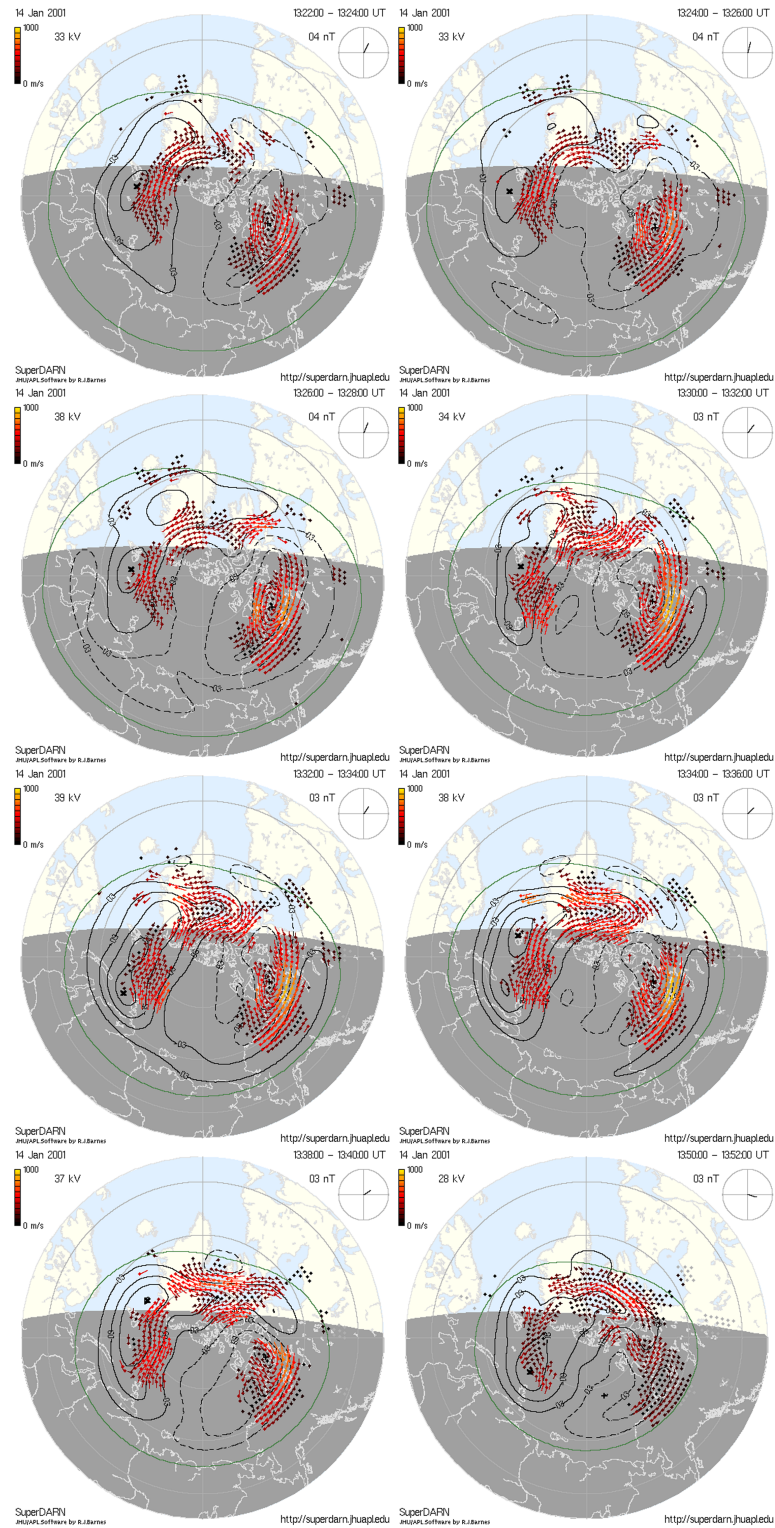 14 Jan 2001 13:22:00 - 13:24:00 UT
1000
33 kV
04 nT
0 m/s
-03
-03
-03
SuperDARN
JHU/APL Software by R.J.Barnes
http://superdarn.jhuapl.edu
14 Jan 2001 13:24:00 - 13:26:00 UT
1000
33 kV
04 nT
0 m/s
-03
-03
SuperDARN
JHU/APL Software by R.J.Barnes
http://superdarn.jhuapl.edu
14 Jan 2001 13:26:00 - 13:28:00 UT
1000
38 kV
04 nT
0 m/s
-03
-03
SuperDARN
JHU/APL Software by R.J.Barnes
http://superdarn.jhuapl.edu
14 Jan 2001 13:30:00 - 13:32:00 UT
1000
34 kV
03 nT
0 m/s
-03
-03
SuperDARN
JHU/APL Software by R.J.Barnes
http://superdarn.jhuapl.edu
14 Jan 2001 13:32:00 - 13:34:00 UT
1000
39 kV
03 nT
0 m/s
-03
SuperDARN
JHU/APL Software by R.J.Barnes
http://superdarn.jhuapl.edu
14 Jan 2001 13:34:00 - 13:36:00 UT
1000
38 kV
03 nT
0 m/s
SuperDARN
JHU/APL Software by R.J.Barnes
http://superdarn.jhuapl.edu
14 Jan 2001 13:38:00 - 13:40:00 UT
1000
37 kV
03 nT
0 m/s
SuperDARN
JHU/APL Software by R.J.Barnes
http://superdarn.jhuapl.edu
14 Jan 2001 13:50:00 - 13:52:00 UT
1000
28 kV
03 nT
0 m/s
SuperDARN
JHU/APL Software by R.J.Barnes
http://superdarn.jhuapl.edu